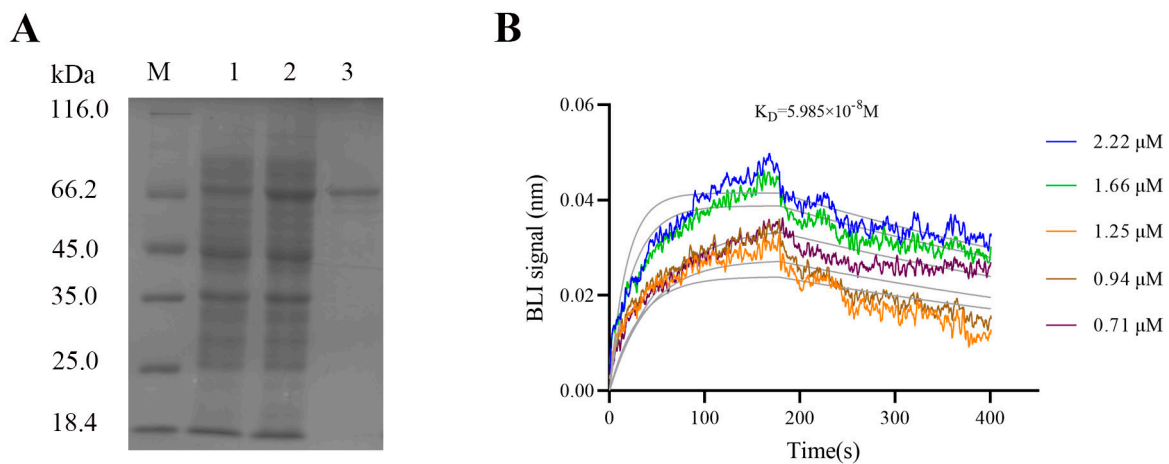 A
kDa M 1 2 3
116.0
66.2
45.0
35.0
25.0
18.4
B
BLI signal (nm)
0.06
0.04
0.02
0.00
K_D=5.985×10⁻⁸M
0 100 200 300 400
Time(s)
2.22 μM
1.66 μM
1.25 μM
0.94 μM
0.71 μM